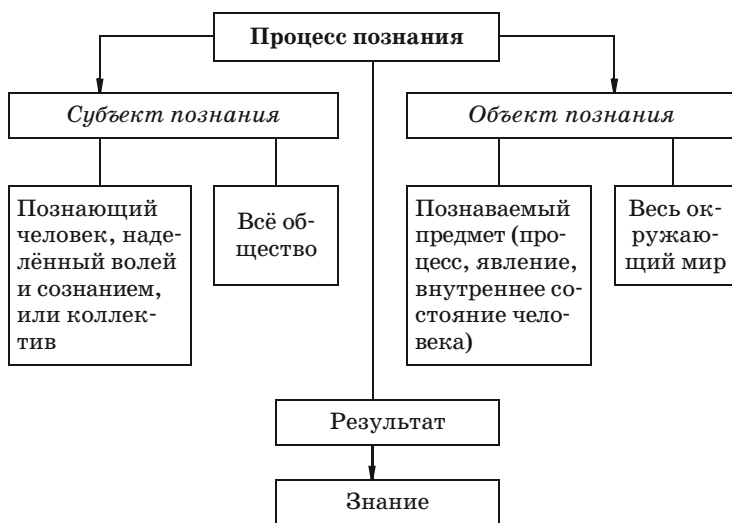 Процесс познания
Субъект познания
Объект познания
Познающий
человек, наде-
лённый волей
и сознанием,
или коллек-
тив
Всё об-
щество
Познаваемый
предмет (про-
цесс, явление,
внутреннее со-
стояние чело-
века)
Весь ок-
ружаю-
щий мир
Результат
Знание